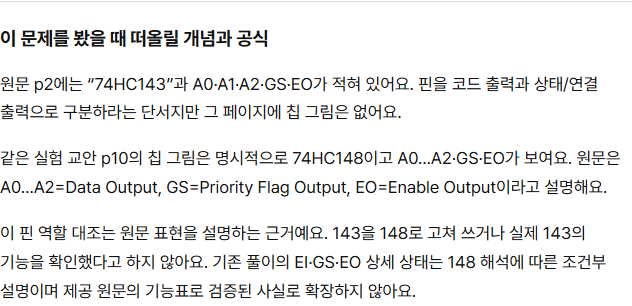 이 문제를 봤을 때 떠올릴 개념과 공식
원문 p2에는 “74HC143”과 A0·A1·A2·GS·EO가 적혀 있어요. 핀을 코드 출력과 상태/연결
출력으로 구분하라는 단서지만 그 페이지에 칩 그림은 없어요.
같은 실험 교안 p10의 칩 그림은 명시적으로 74HC148이고 A0…A2·GS·EO가 보여요. 원문은
A0…A2=Data Output, GS=Priority Flag Output, EO=Enable Output이라고 설명해요.
이 핀 역할 대조는 원문 표현을 설명하는 근거예요. 143을 148로 고쳐 쓰거나 실제 143의
기능을 확인했다고 하지 않아요. 기존 풀이의 EI·GS·EO 상세 상태는 148 해석에 따른 조건부
설명이며 제공 원문의 기능표로 검증된 사실로 확장하지 않아요.